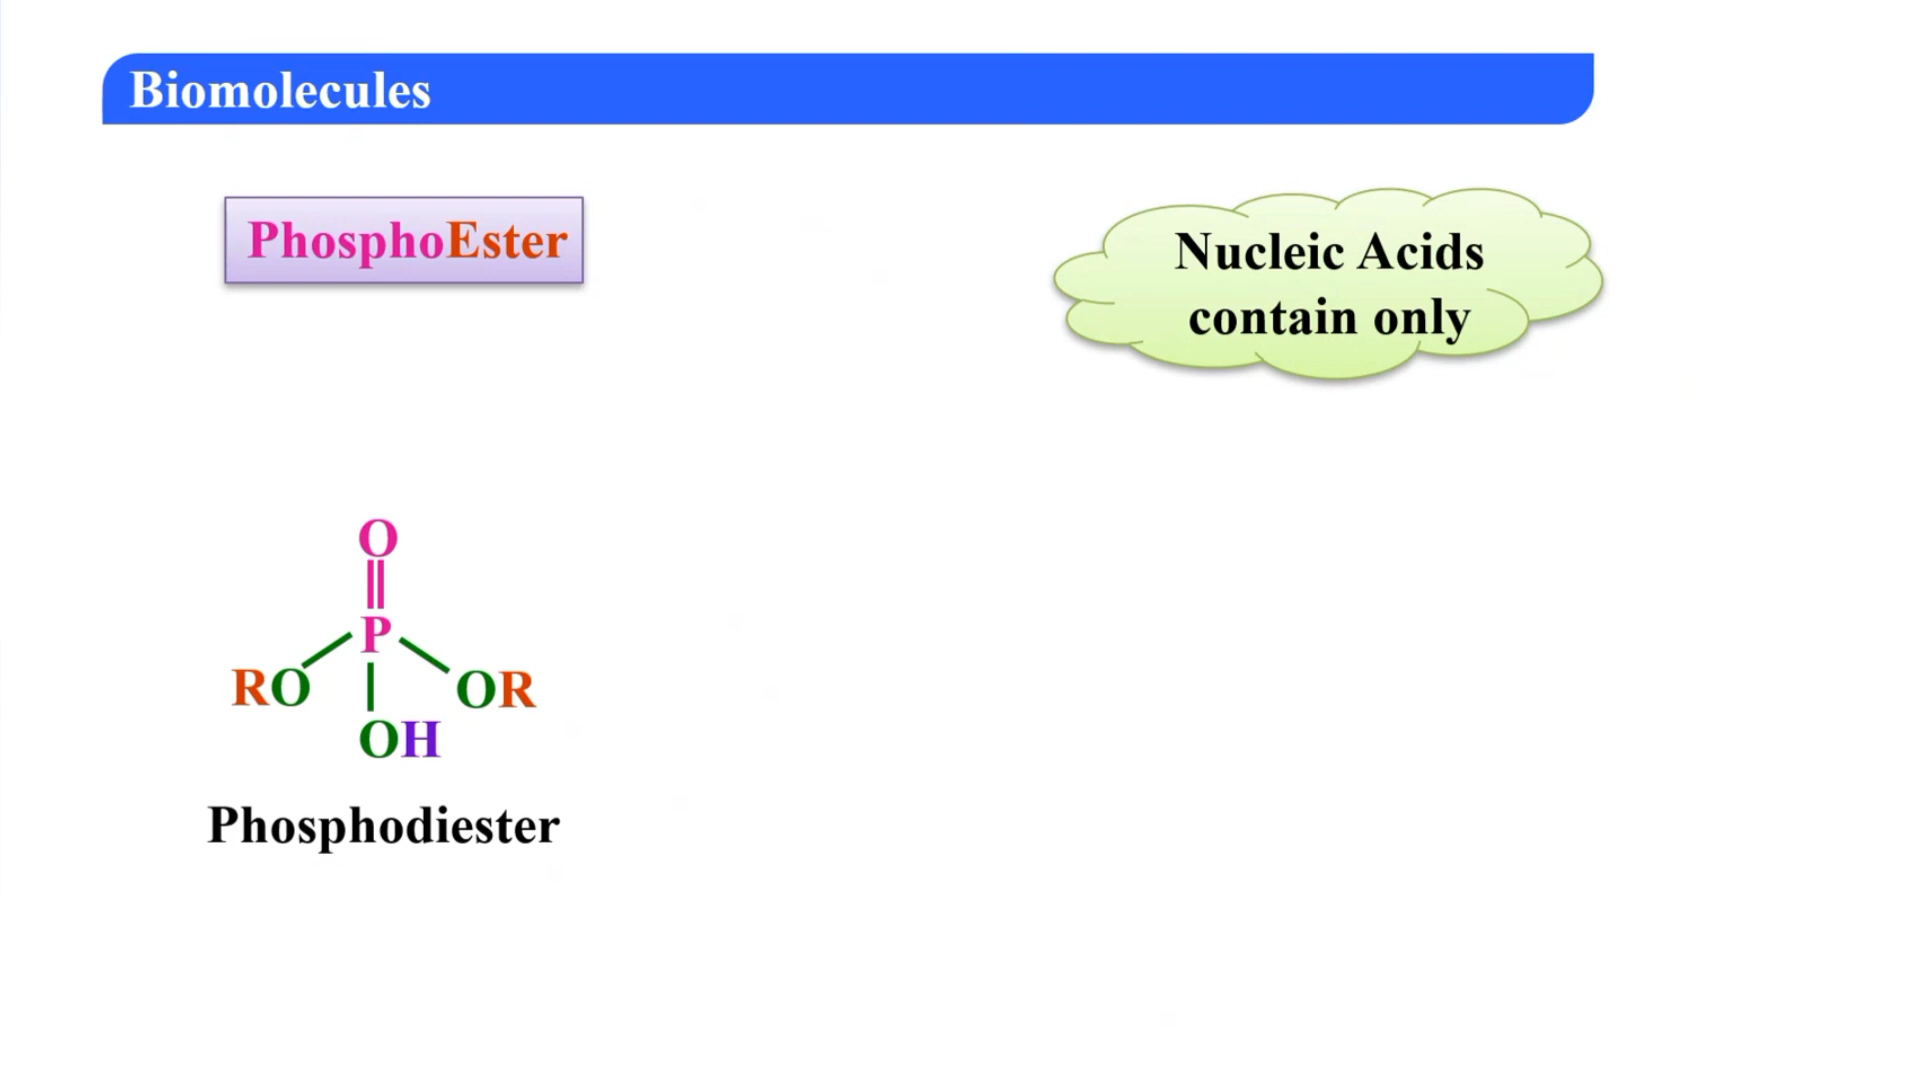 Biomolecules
PhosphoEster
Nucleic Acids
contain only
O
P
RO OR
OH
Phosphodiester